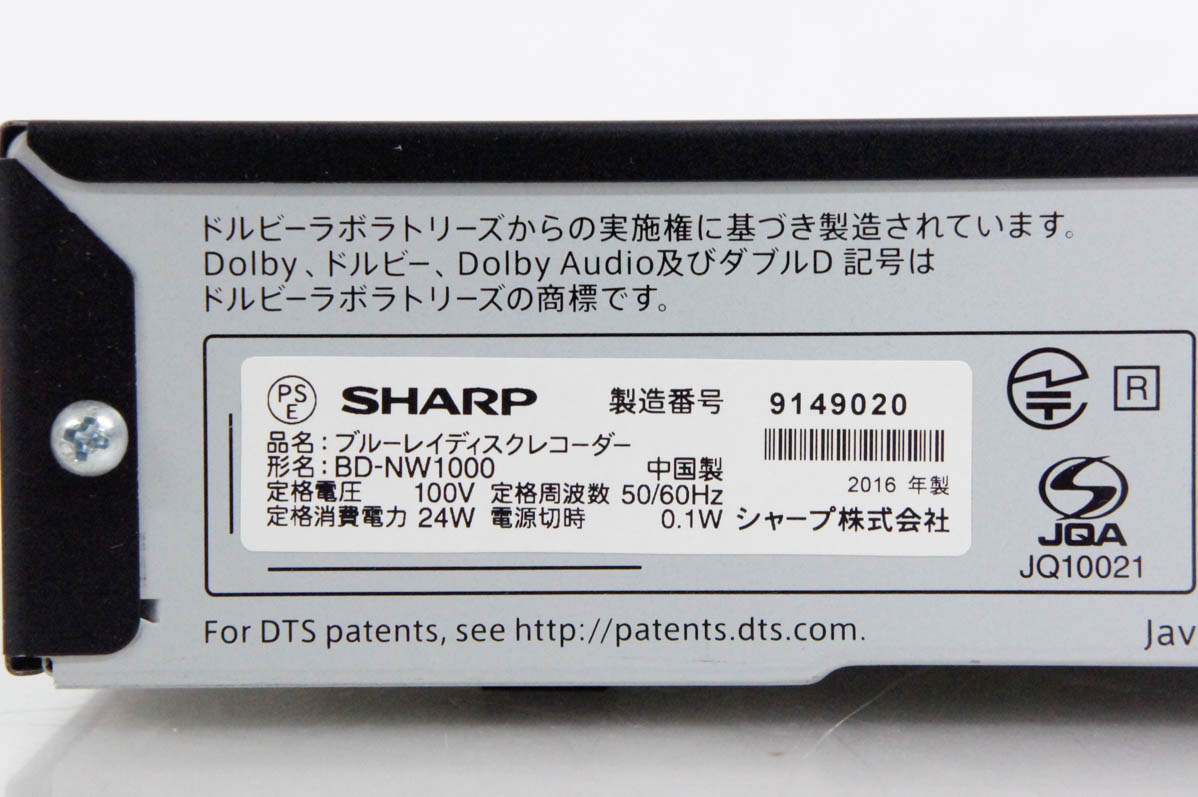 ドルビーラボラトリーズからの実施権に基づき製造されています。
Dolby、ドルビー、Dolby Audio及びダブルD 記号は
ドルビーラボラトリーズの商標です。
PS
E
SHARP 製造番号 9149020
品名：ブルーレイディスクレコーダー
形名：BD-NW1000 中国製
定格電圧 100V 定格周波数 50/60Hz 2016 年製
定格消費電力 24W 電源切時 0.1W シャープ株式会社
R
JQA
JQ10021
For DTS patents, see http://patents.dts.com.
Jav